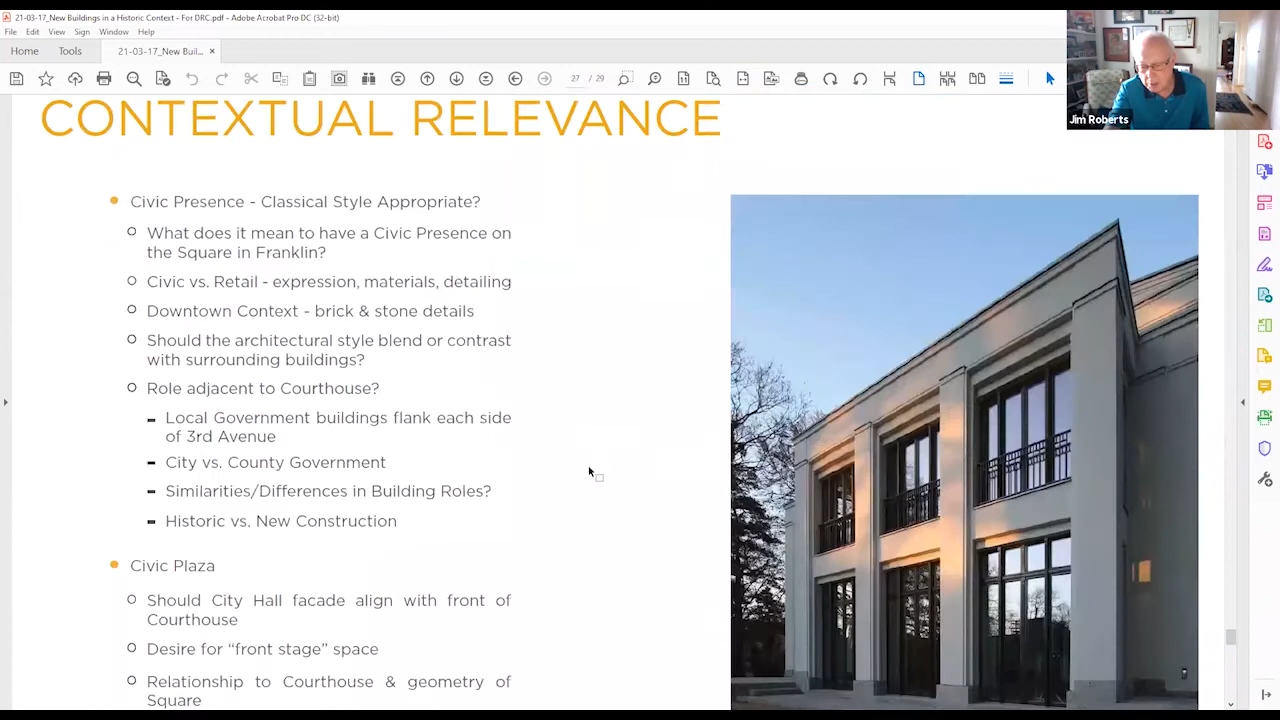 21-03-17_New Buildings in a Historic Context - For DRC.pdf - Adobe Acrobat Pro DC (32-bit)
File Edit View Sign Window Help
Home Tools 21-03-17_New Buil... ×
27 / 29
Jim Roberts
CONTEXTUAL RELEVANCE
Civic Presence - Classical Style Appropriate?
What does it mean to have a Civic Presence on
the Square in Franklin?
Civic vs. Retail - expression, materials, detailing
Downtown Context - brick & stone details
Should the architectural style blend or contrast
with surrounding buildings?
Role adjacent to Courthouse?
Local Government buildings flank each side
of 3rd Avenue
City vs. County Government
Similarities/Differences in Building Roles?
Historic vs. New Construction
Civic Plaza
Should City Hall facade align with front of
Courthouse
Desire for “front stage” space
Relationship to Courthouse & geometry of
Square